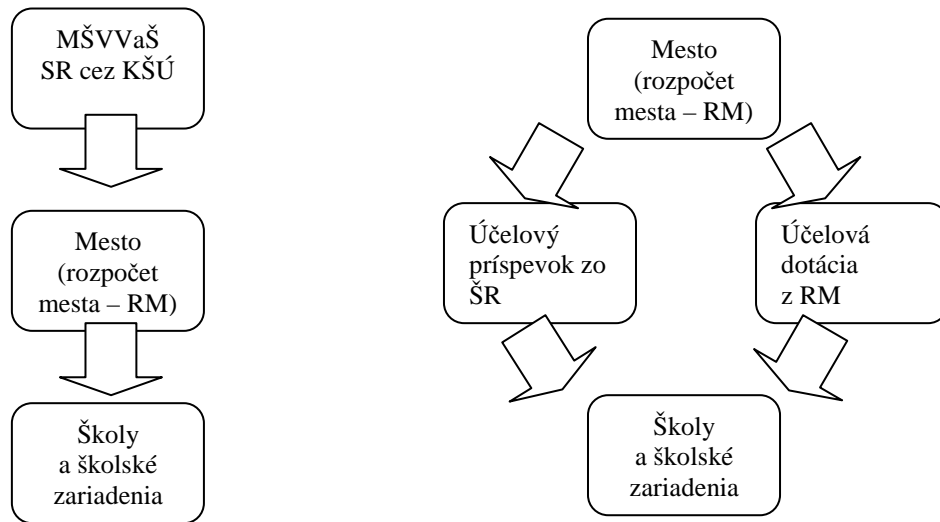 MŠVVaŠ
SR cez KŠÚ
Mesto
(rozpočet
mesta – RM)
Školy
a školské
zariadenia
Mesto
(rozpočet
mesta – RM)
Účelový
príspevok zo
ŠR
Účelová
dotácia
z RM
Školy
a školské
zariadenia